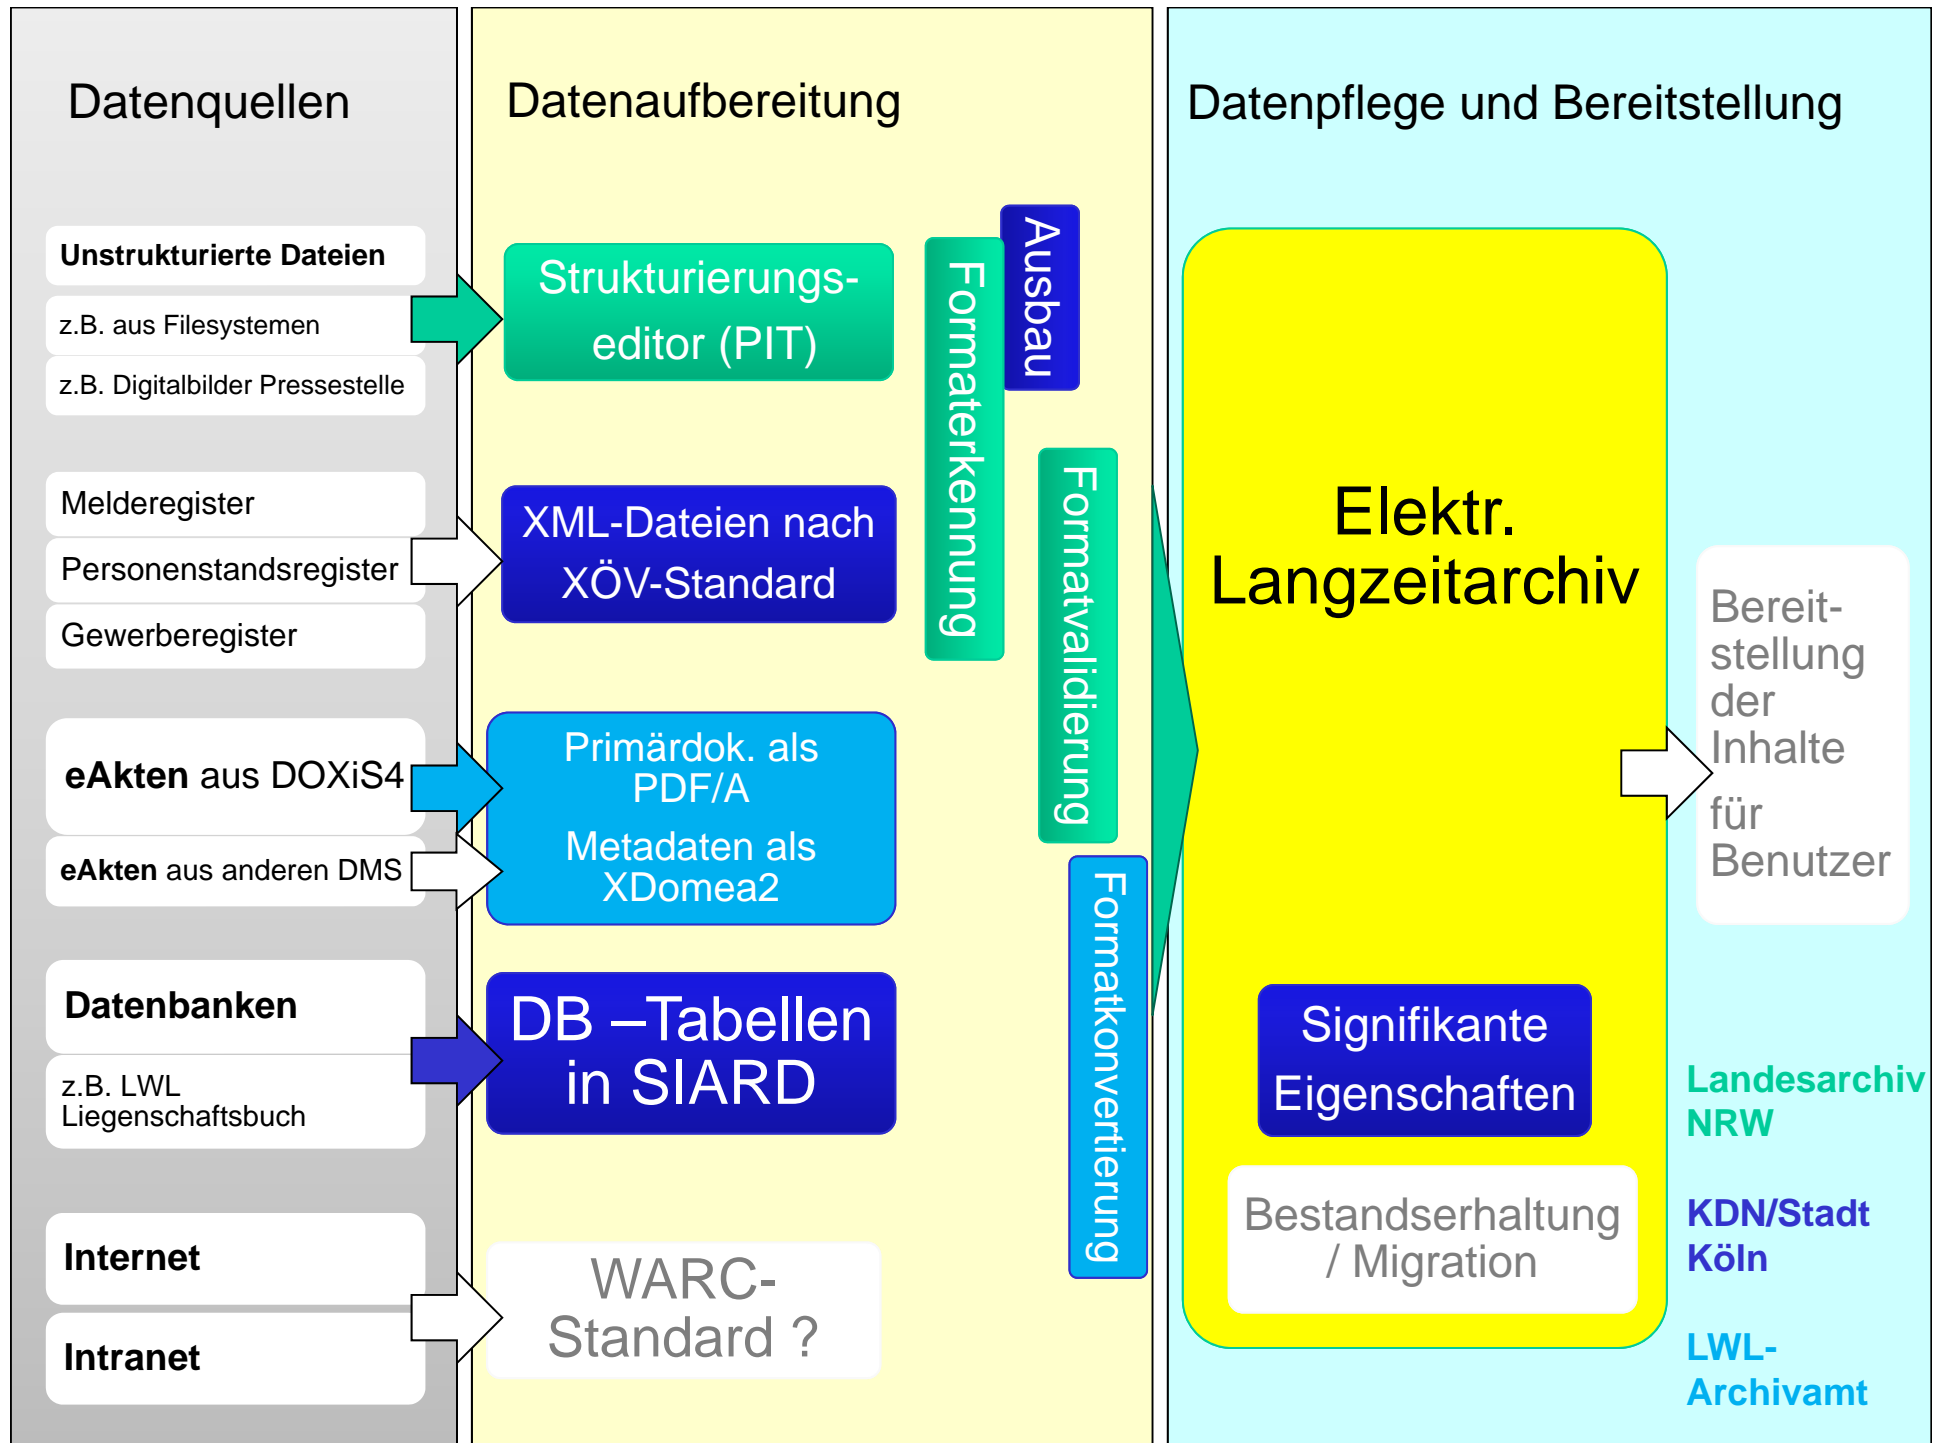 Datenquellen
Unstrukturierte Dateien
z.B. aus Filesystemen
z.B. Digitalbilder Pressestelle
Melderegister
Personenstandsregister
Gewerberegister
eAkten aus DOXiS4
eAkten aus anderen DMS
Datenbanken
z.B. LWL
Liegenschaftsbuch
Internet
Intranet
Datenaufbereitung
Strukturierungs-
editor (PIT)
XML-Dateien nach
XÖV-Standard
Primärdok. als
PDF/A
Metadaten als
XDomea2
DB –Tabellen
in SIARD
WARC-
Standard ?
Formaterkennung
Ausbau
Formatvalidierung
Formatkonvertierung
Datenpflege und Bereitstellung
Elektr.
Langzeitarchiv
Signifikante
Eigenschaften
Bestandserhaltung
/ Migration
Bereit-
stellung
der
Inhalte
für
Benutzer
Landesarchiv
NRW
KDN/Stadt
Köln
LWL-
Archivamt